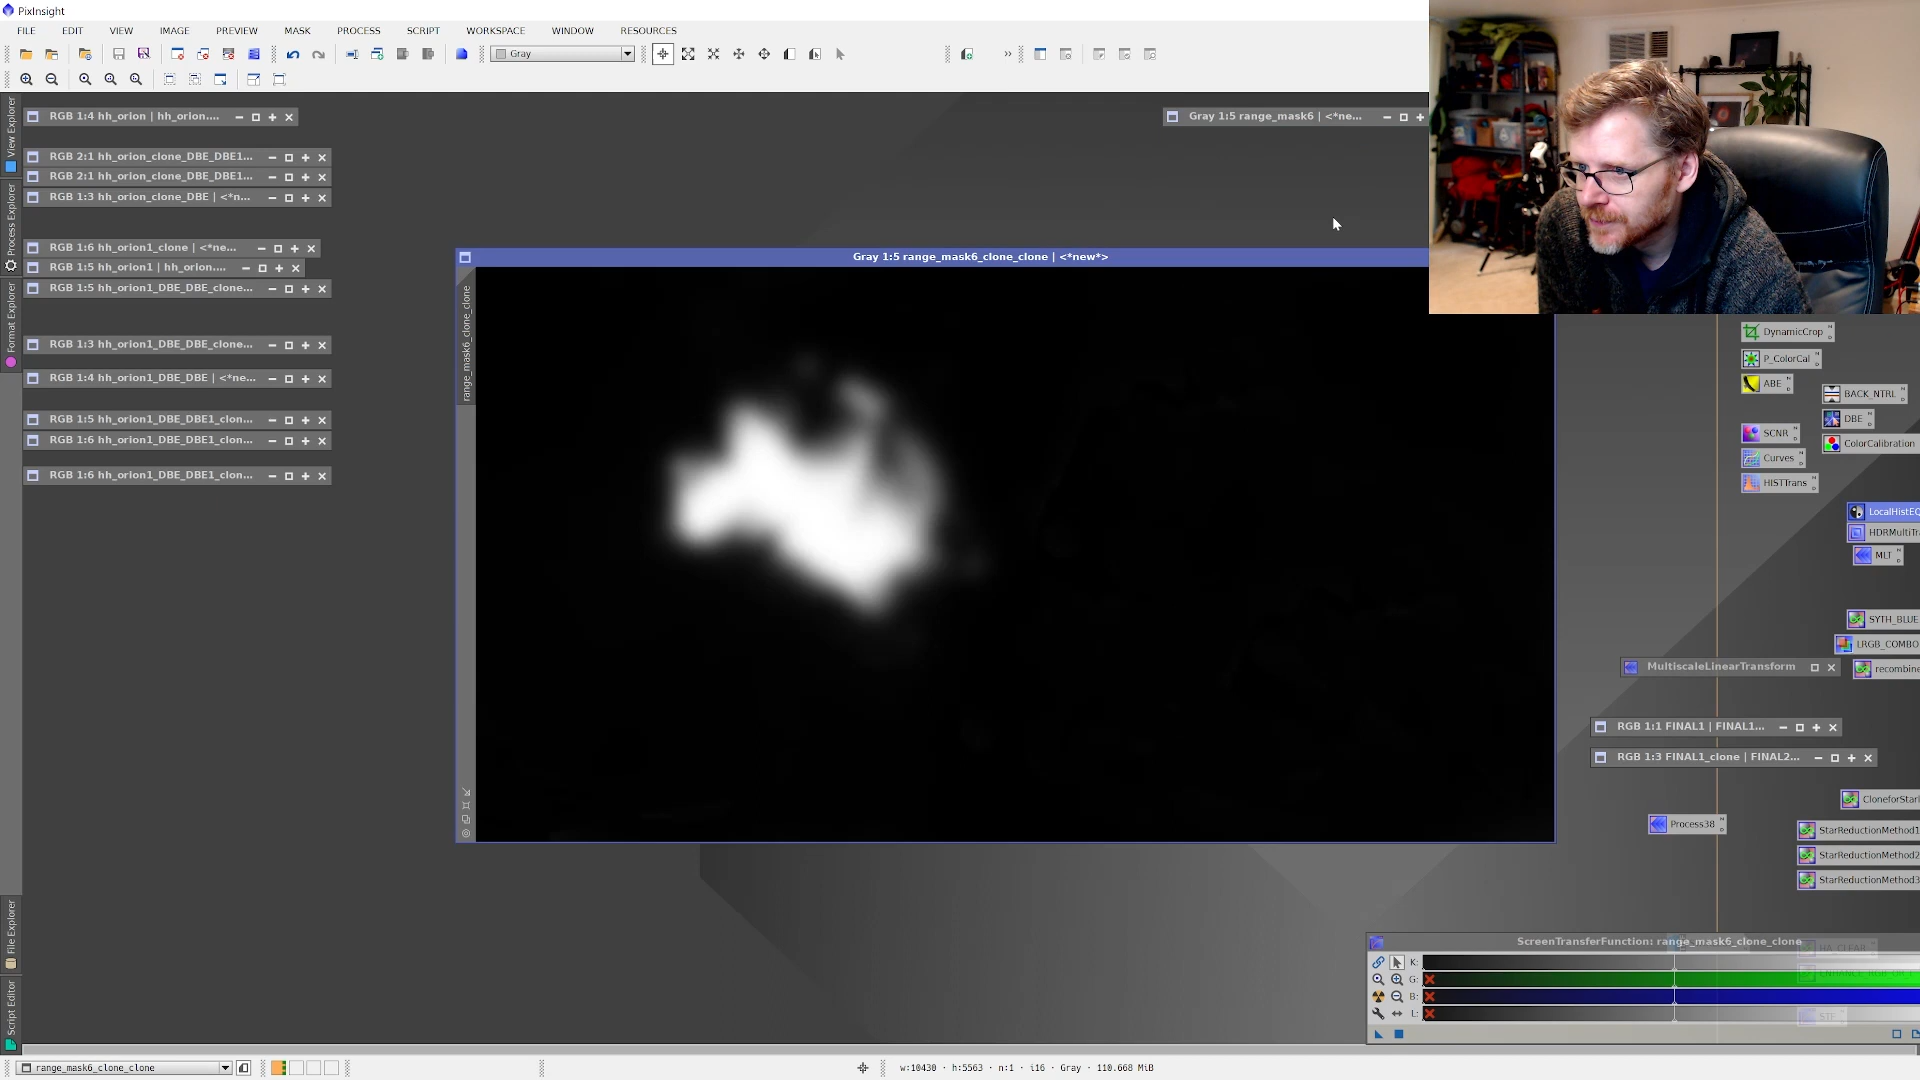 PixInsight
FILE EDIT VIEW IMAGE PREVIEW MASK PROCESS SCRIPT WORKSPACE WINDOW RESOURCES
Gray
View Explorer
Process Explorer
Format Explorer
File Explorer
Script Editor
RGB 1:4 hh_orion | hh_orion....
RGB 2:1 hh_orion_clone_DBE_DBE1...
RGB 2:1 hh_orion_clone_DBE_DBE1...
RGB 1:3 hh_orion_clone_DBE | <*n...
RGB 1:6 hh_orion1_clone | <*ne...
RGB 1:5 hh_orion1 | hh_orion....
RGB 1:5 hh_orion1_DBE_DBE_clone...
RGB 1:3 hh_orion1_DBE_DBE_clone...
RGB 1:4 hh_orion1_DBE_DBE | <*ne...
RGB 1:5 hh_orion1_DBE_DBE1_clon...
RGB 1:6 hh_orion1_DBE_DBE1_clon...
RGB 1:6 hh_orion1_DBE_DBE1_clon...
Gray 1:5 range_mask6 | <*ne...
Gray 1:5 range_mask6_clone_clone | <*new*>
range_mask6_clone_clone
DynamicCrop
P_ColorCal
ABE
BACK_NTRL
DBE
SCNR
ColorCalibration
Curves
HISTTrans
LocalHistEQ
HDRMultiTra
MLT
SYTH_BLUE
LRGB_COMBO
MultiscaleLinearTransform
recombine
RGB 1:1 FINAL1 | FINAL1...
RGB 1:3 FINAL1_clone | FINAL2...
CloneforStarl
Process38
StarReductionMethod1
StarReductionMethod2
StarReductionMethod3
ScreenTransferFunction: range_mask6_clone_clone
HA_CLEAR
K:
G:
B:
L:
STF
range_mask6_clone_clone
w:10430 · h:5563 · n:1 · i16 · Gray · 110.668 MiB